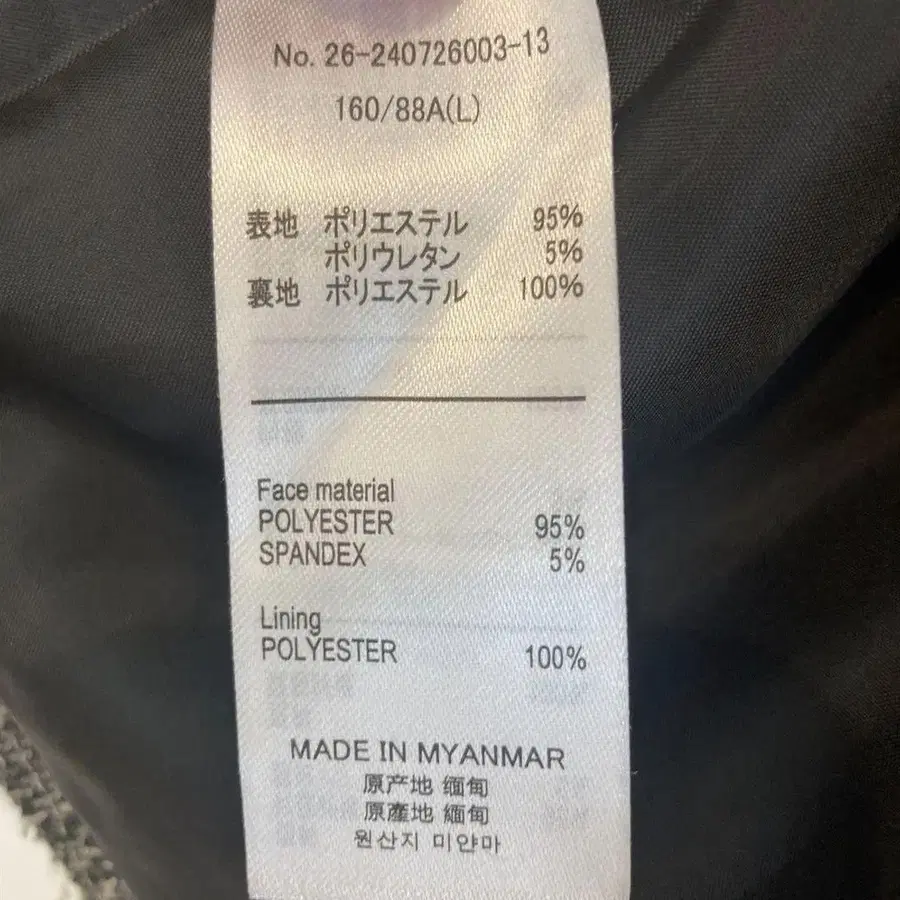 No. 26-240726003-13
160/88A(L)
表地 ポリエステル 95%
ポリウレタン 5%
裏地 ポリエステル 100%
Face material
POLYESTER 95%
SPANDEX 5%
Lining
POLYESTER 100%
MADE IN MYANMAR
原产地 缅甸
原產地 緬甸
원산지 미얀마